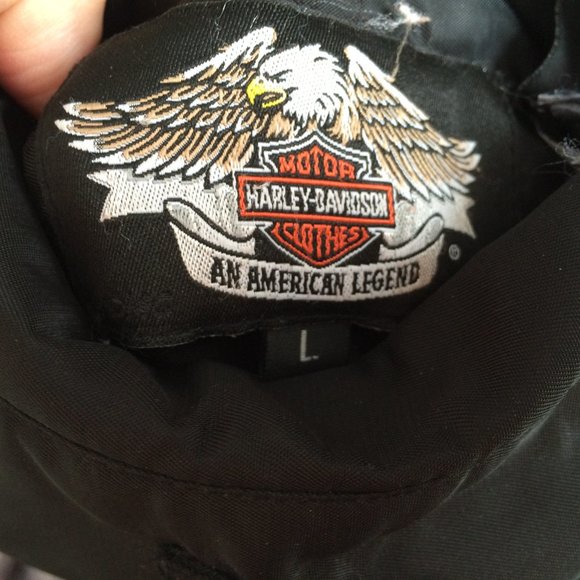 MOTOR
HARLEY-DAVIDSON
CLOTHES
®
AN AMERICAN LEGEND
L